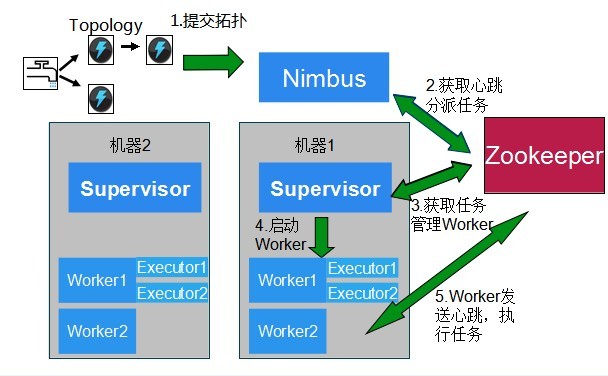 Topology
1.提交拓扑
Nimbus
2.获取心跳
分派任务
Zookeeper
机器2
Supervisor
Worker1
Executor1
Executor2
Worker2
机器1
Supervisor
3.获取任务
管理Worker
4.启动
Worker
Worker1
Executor1
Executor2
Worker2
5.Worker发
送心跳，执
行任务